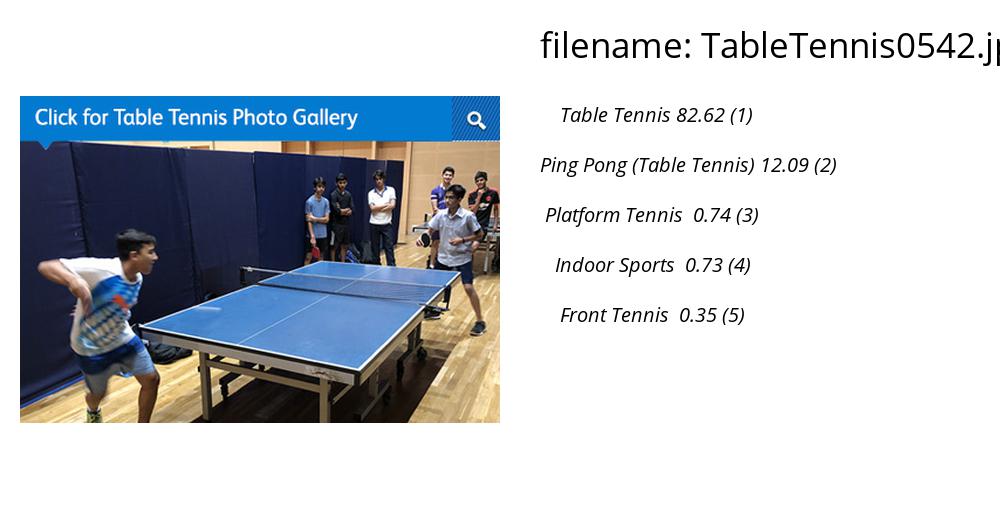 filename: TableTennis0542.jp
Click for Table Tennis Photo Gallery
Table Tennis 82.62 (1)
Ping Pong (Table Tennis) 12.09 (2)
Platform Tennis 0.74 (3)
Indoor Sports 0.73 (4)
Front Tennis 0.35 (5)